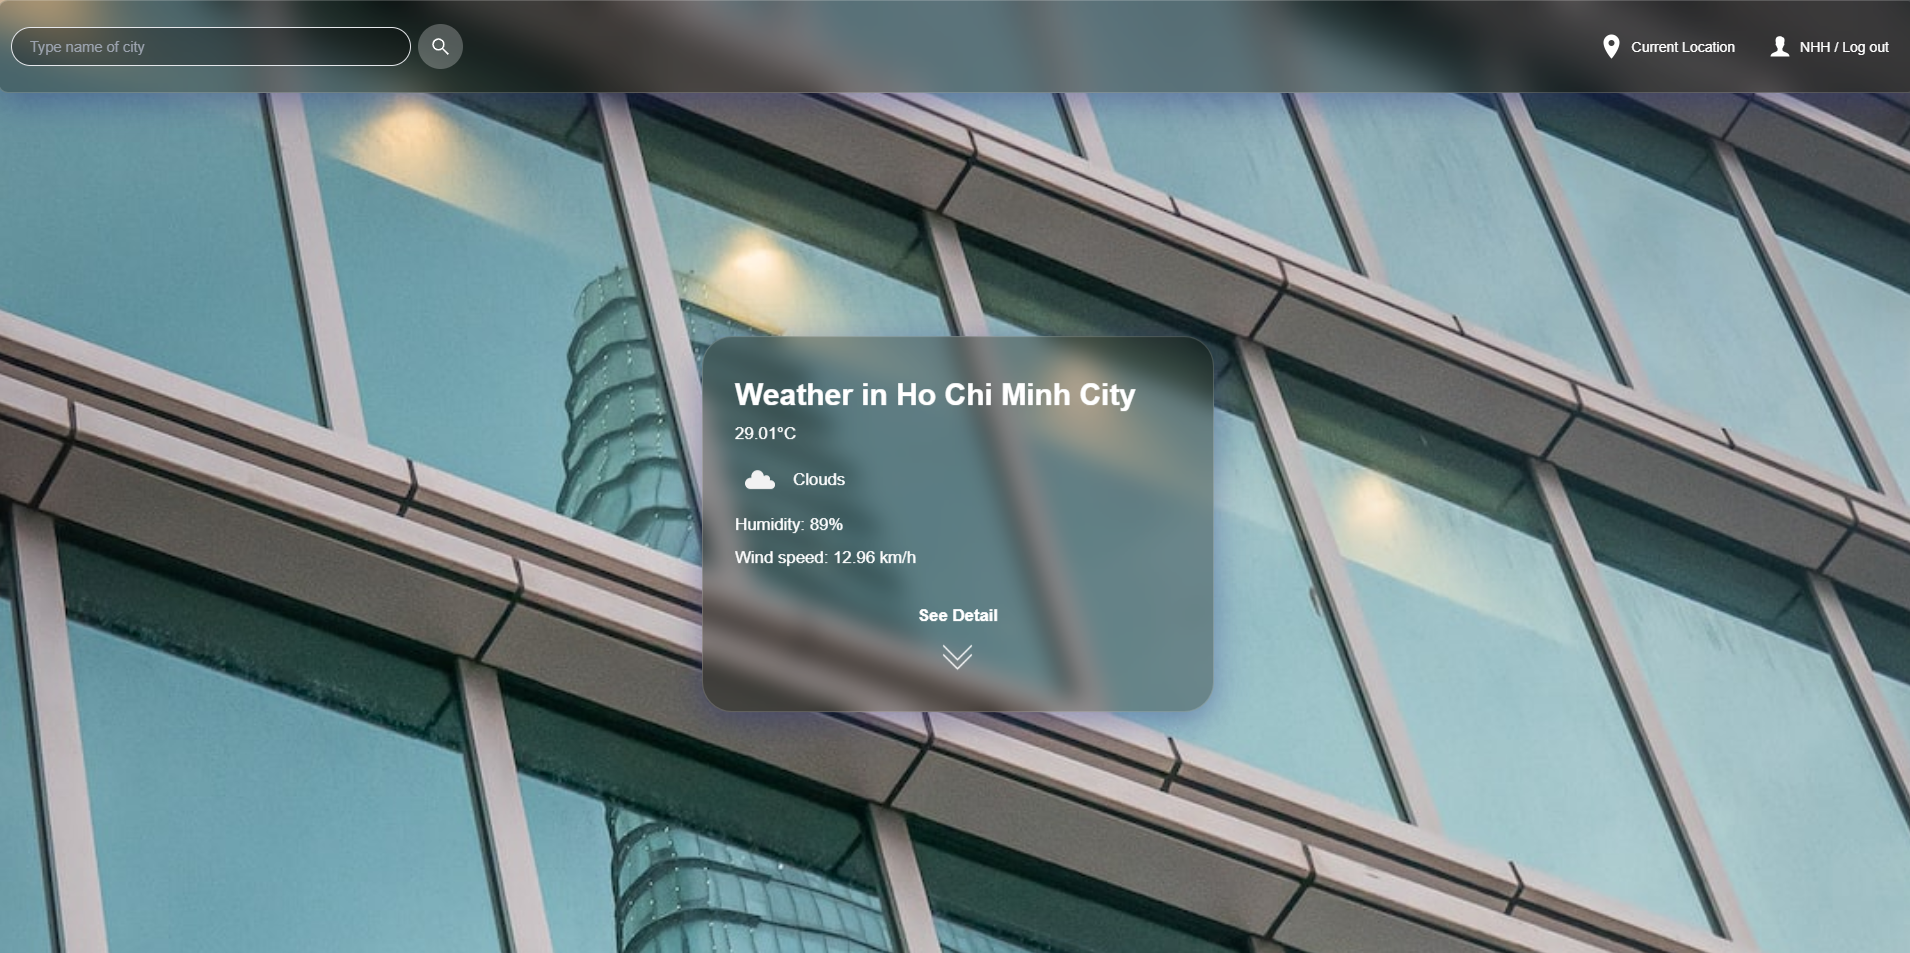 Type name of city
Current Location
NHH / Log out
Weather in Ho Chi Minh City
29.01°C
Clouds
Humidity: 89%
Wind speed: 12.96 km/h
See Detail